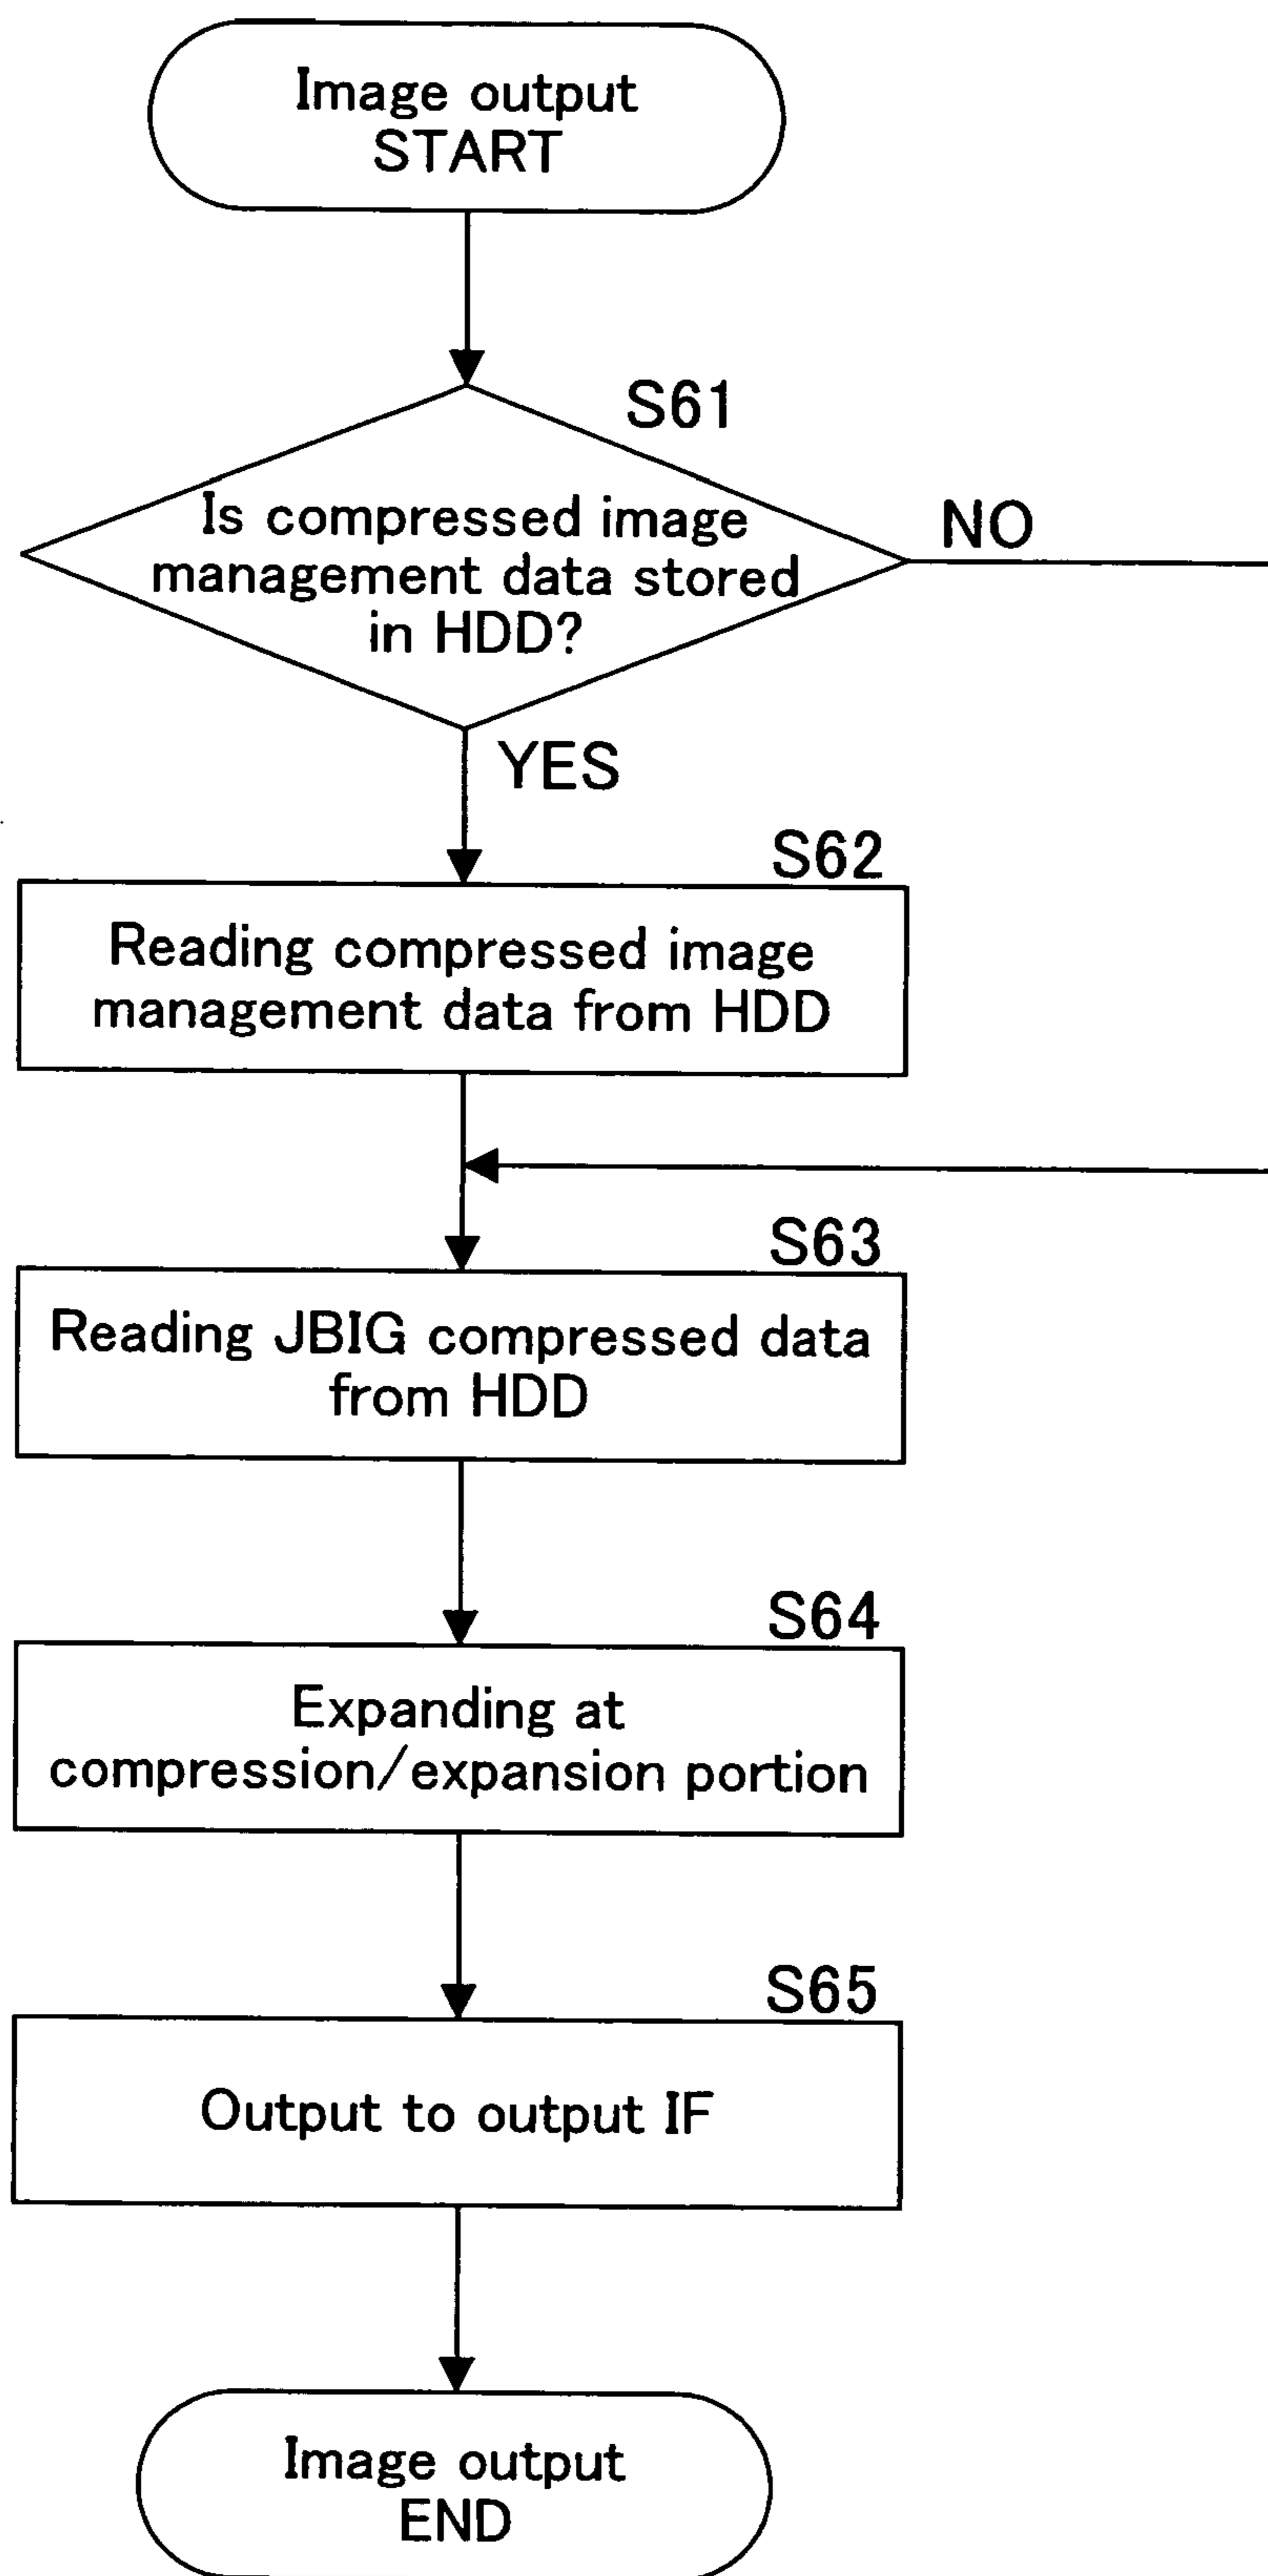 Image output
START
S61
Is compressed image
management data stored
in HDD?
NO
YES
S62
Reading compressed image
management data from HDD
S63
Reading JBIG compressed data
from HDD
S64
Expanding at
compression/expansion portion
S65
Output to output IF
Image output
END